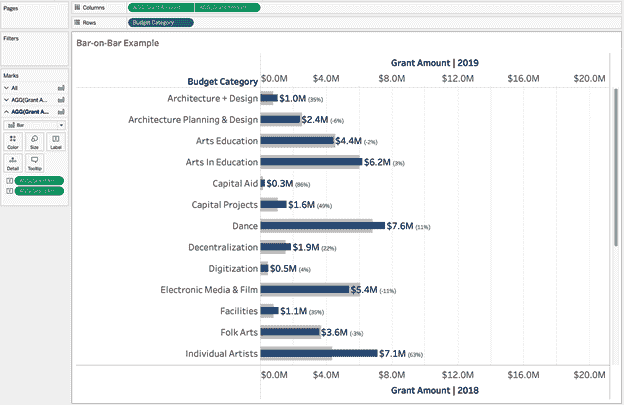 Pages
Columns
Rows
Budget Category
Filters
Bar-on-Bar Example
Grant Amount | 2019
Budget Category
$0.0M $4.0M $8.0M $12.0M $16.0M $20.0M
Marks
All
AGG(Grant A...
AGG(Grant A...
Bar
Color Size Label
Detail Tooltip
Architecture + Design $1.0M (35%)
Architecture Planning & Design $2.4M (-6%)
Arts Education $4.4M (-2%)
Arts In Education $6.2M (3%)
Capital Aid $0.3M (86%)
Capital Projects $1.6M (49%)
Dance $7.6M (11%)
Decentralization $1.9M (22%)
Digitization $0.5M (4%)
Electronic Media & Film $5.4M (-11%)
Facilities $1.1M (35%)
Folk Arts $3.6M (-3%)
Individual Artists $7.1M (63%)
$0.0M $4.0M $8.0M $12.0M $16.0M $20.0M
Grant Amount | 2018